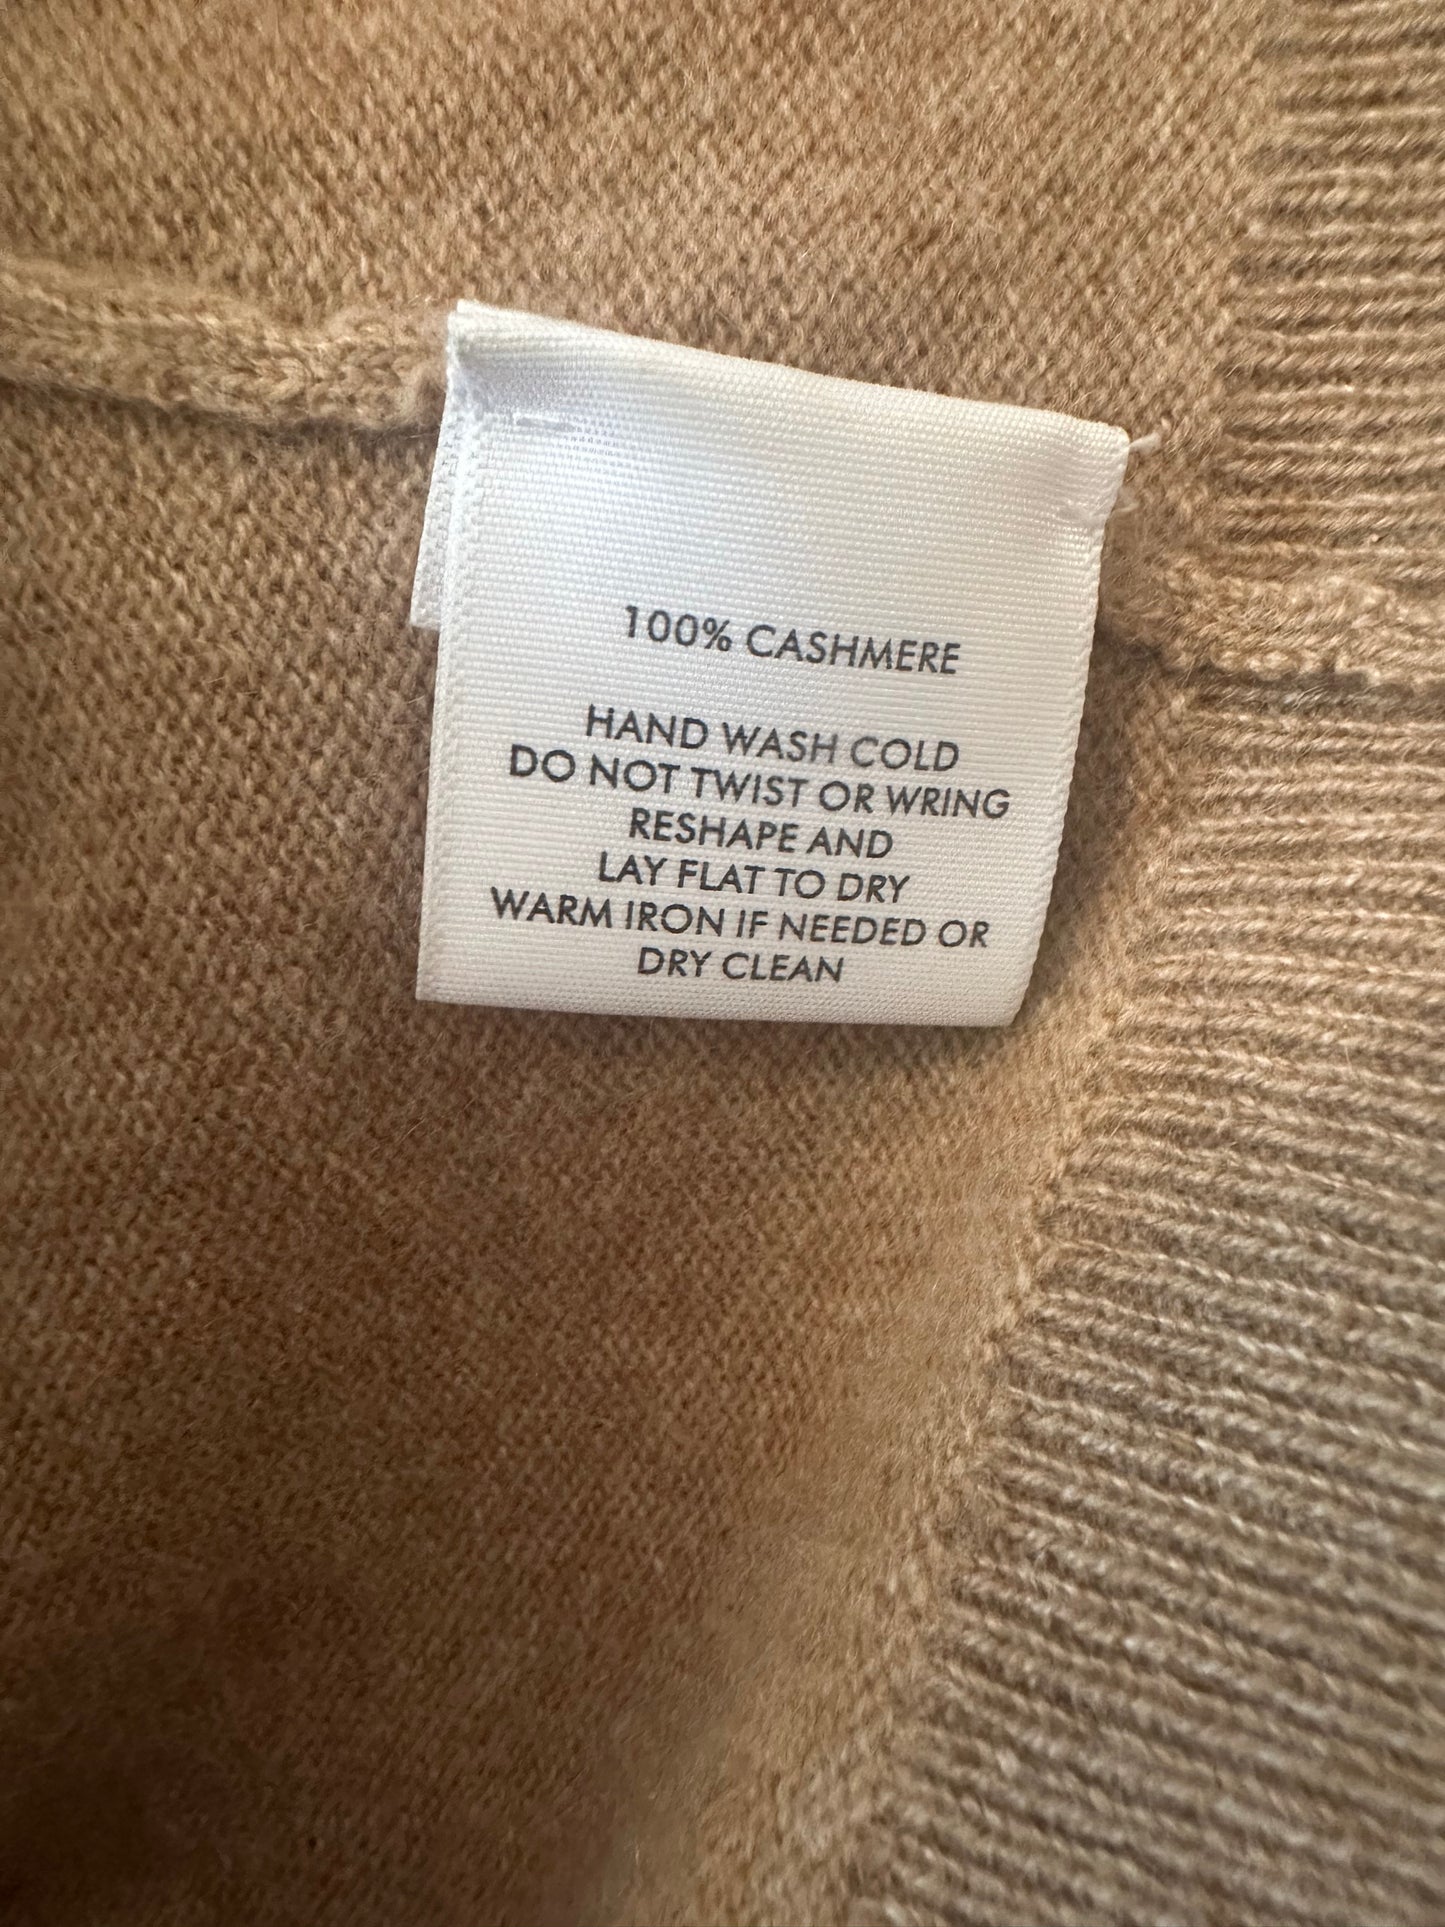 100% CASHMERE
HAND WASH COLD
DO NOT TWIST OR WRING
RESHAPE AND
LAY FLAT TO DRY
WARM IRON IF NEEDED OR
DRY CLEAN